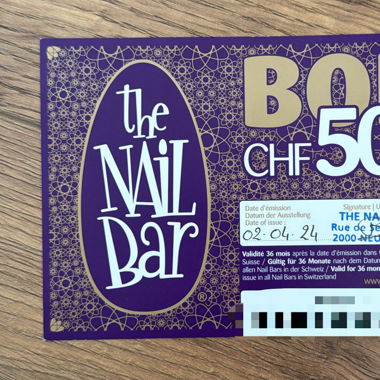 the
NAiL
Bar
®
BO
CHF 50
Date d'émission
Datum der Ausstellung
Date of issue :
02.04.24
Signature | U
THE NA
Rue de
2000
Validité 36 mois après la date d'émission dans
Suisse / Gültig für 36 Monate nach dem Datum
allen Nail Bars in der Schweiz / Valid for 36 mon
issue in all Nail Bars in Switzerland
www